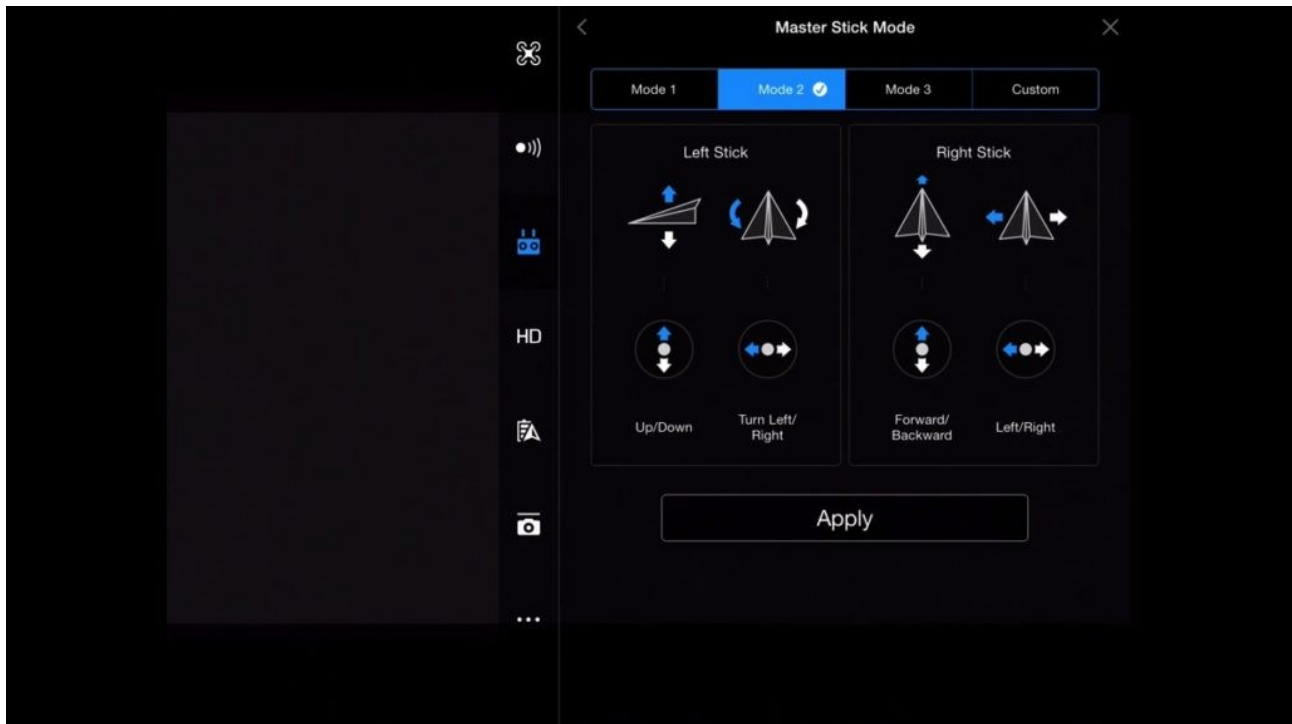 Master Stick Mode
Mode 1
Mode 2
Mode 3
Custom
Left Stick
Right Stick
HD
Up/Down
Turn Left/
Right
Forward/
Backward
Left/Right
Apply